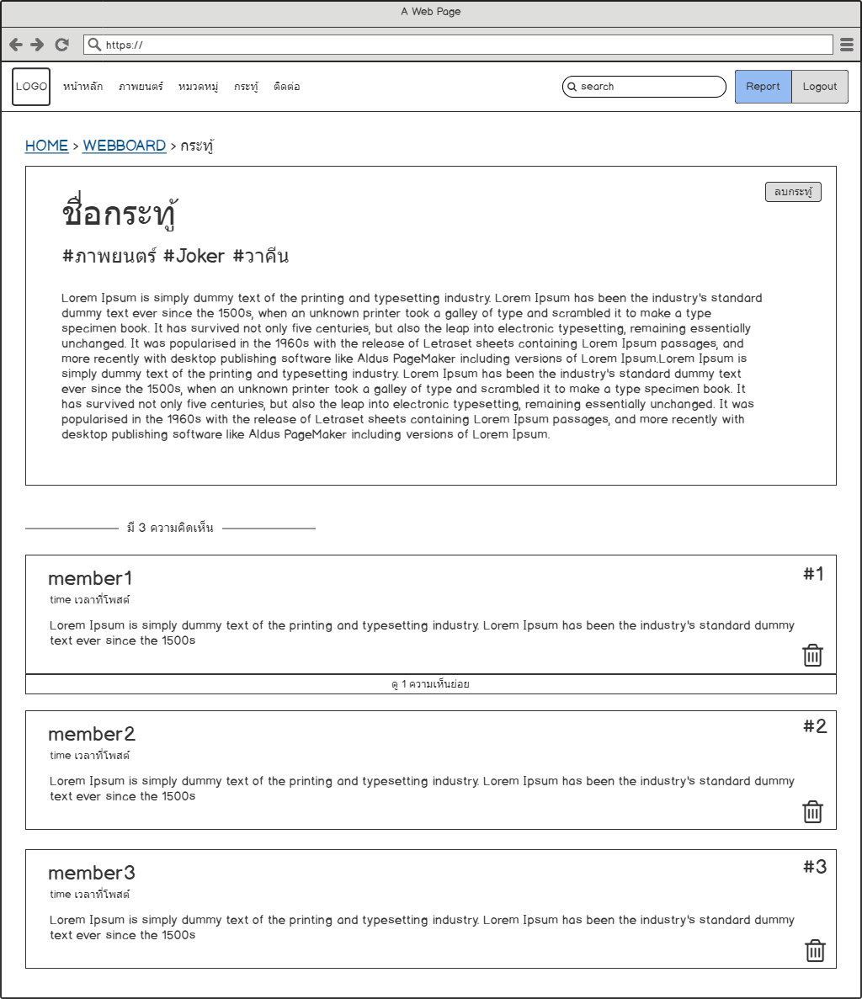 A Web Page
https://
LOGO หน้าหลัก ภาพยนตร์ หมวดหมู่ กระทู้ ติดต่อ search Report Logout
HOME > WEBBOARD > กระทู้
ลบกระทู้
ชื่อกระทู้
#ภาพยนตร์ #Joker #วาคีน
Lorem Ipsum is simply dummy text of the printing and typesetting industry. Lorem Ipsum has been the industry's standard
dummy text ever since the 1500s, when an unknown printer took a galley of type and scrambled it to make a type
specimen book. It has survived not only five centuries, but also the leap into electronic typesetting, remaining essentially
unchanged. It was popularised in the 1960s with the release of Letraset sheets containing Lorem Ipsum passages, and
more recently with desktop publishing software like Aldus PageMaker including versions of Lorem Ipsum.Lorem Ipsum is
simply dummy text of the printing and typesetting industry. Lorem Ipsum has been the industry's standard dummy text
ever since the 1500s, when an unknown printer took a galley of type and scrambled it to make a type specimen book. It
has survived not only five centuries, but also the leap into electronic typesetting, remaining essentially unchanged. It was
popularised in the 1960s with the release of Letraset sheets containing Lorem Ipsum passages, and more recently with
desktop publishing software like Aldus PageMaker including versions of Lorem Ipsum.
มี 3 ความคิดเห็น
member1 #1
time เวลาที่โพสต์
Lorem Ipsum is simply dummy text of the printing and typesetting industry. Lorem Ipsum has been the industry's standard dummy
text ever since the 1500s
ดู 1 ความเห็นย่อย
member2 #2
time เวลาที่โพสต์
Lorem Ipsum is simply dummy text of the printing and typesetting industry. Lorem Ipsum has been the industry's standard dummy
text ever since the 1500s
member3 #3
time เวลาที่โพสต์
Lorem Ipsum is simply dummy text of the printing and typesetting industry. Lorem Ipsum has been the industry's standard dummy
text ever since the 1500s